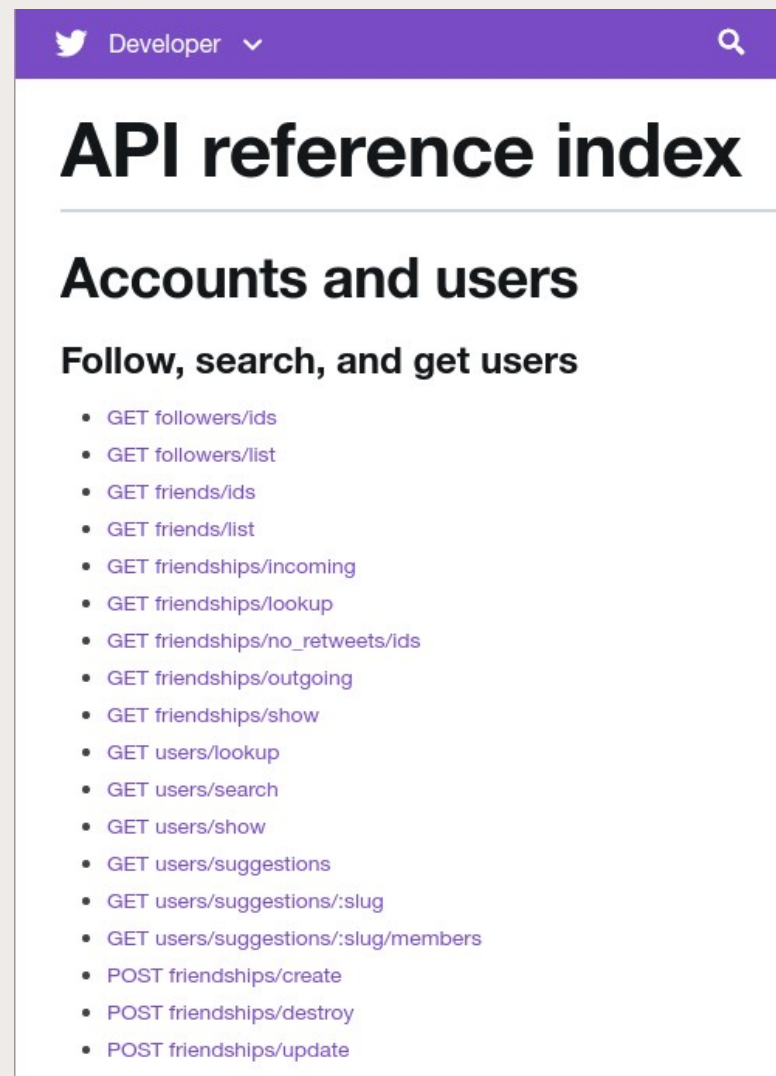 Developer
API reference index
Accounts and users
Follow, search, and get users
GET followers/ids
GET followers/list
GET friends/ids
GET friends/list
GET friendships/incoming
GET friendships/lookup
GET friendships/no_retweets/ids
GET friendships/outgoing
GET friendships/show
GET users/lookup
GET users/search
GET users/show
GET users/suggestions
GET users/suggestions/:slug
GET users/suggestions/:slug/members
POST friendships/create
POST friendships/destroy
POST friendships/update